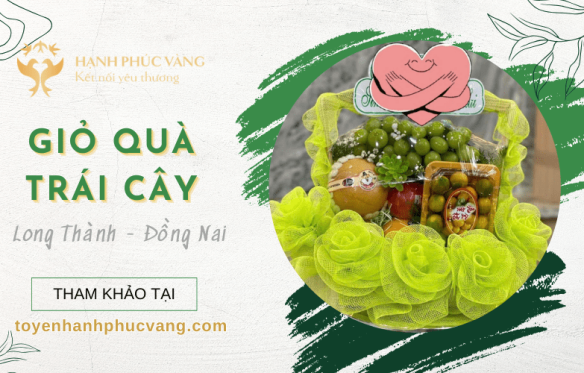 HẠNH PHÚC VÀNG
Kết nối yêu thương
GIỎ QUÀ
TRÁI CÂY
Long Thành - Đồng Nai
THAM KHẢO TẠI
toyenhanhphucvang.com